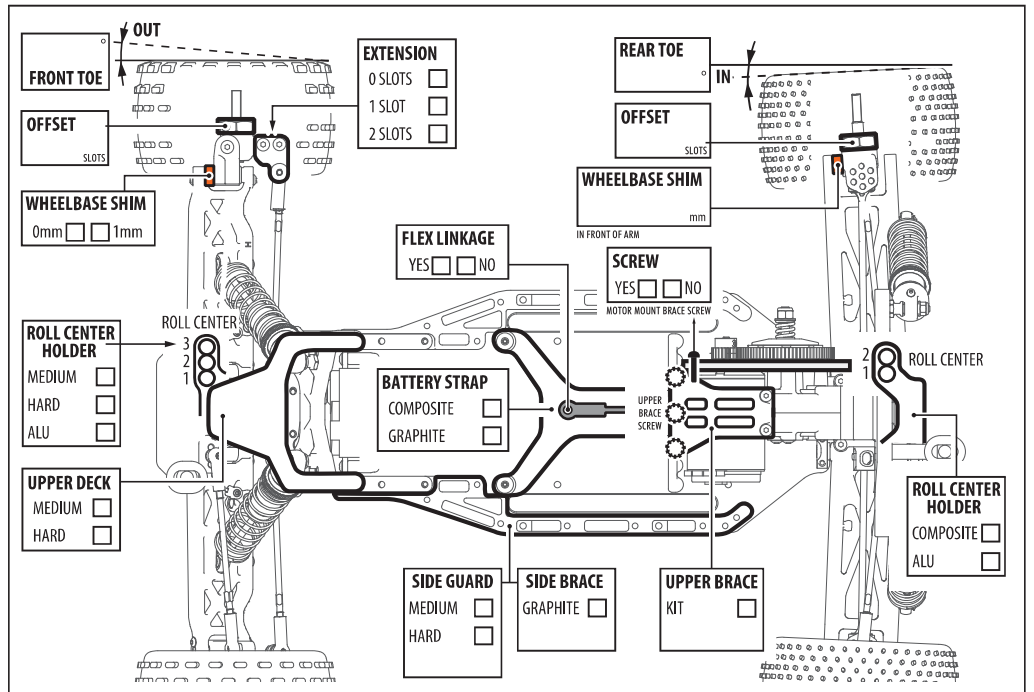 OUT
FRONT TOE
OFFSET
SLOTS
WHEELBASE SHIM
0mm 1mm
EXTENSION
0 SLOTS
1 SLOT
2 SLOTS
REAR TOE
IN
OFFSET
SLOTS
WHEELBASE SHIM
mm
IN FRONT OF ARM
FLEX LINKAGE
YES NO
SCREW
YES NO
MOTOR MOUNT BRACE SCREW
ROLL CENTER
HOLDER
MEDIUM
HARD
ALU
ROLL CENTER
3
2
1
BATTERY STRAP
COMPOSITE
GRAPHITE
UPPER
BRACE
SCREW
2
1
ROLL CENTER
UPPER DECK
MEDIUM
HARD
ROLL CENTER
HOLDER
COMPOSITE
ALU
SIDE GUARD
MEDIUM
HARD
SIDE BRACE
GRAPHITE
UPPER BRACE
KIT